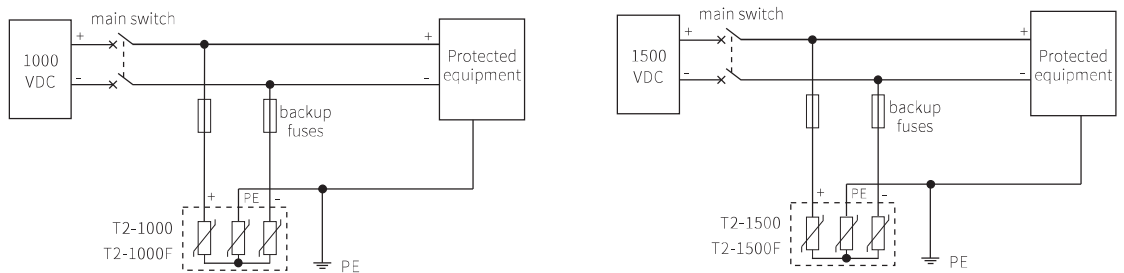 main switch
+
+
1000
VDC
Protected
equipment
-
-
backup
fuses
+
PE
-
T2-1000
T2-1000F
PE
main switch
+
+
1500
VDC
Protected
equipment
-
-
backup
fuses
+
PE
-
T2-1500
T2-1500F
PE